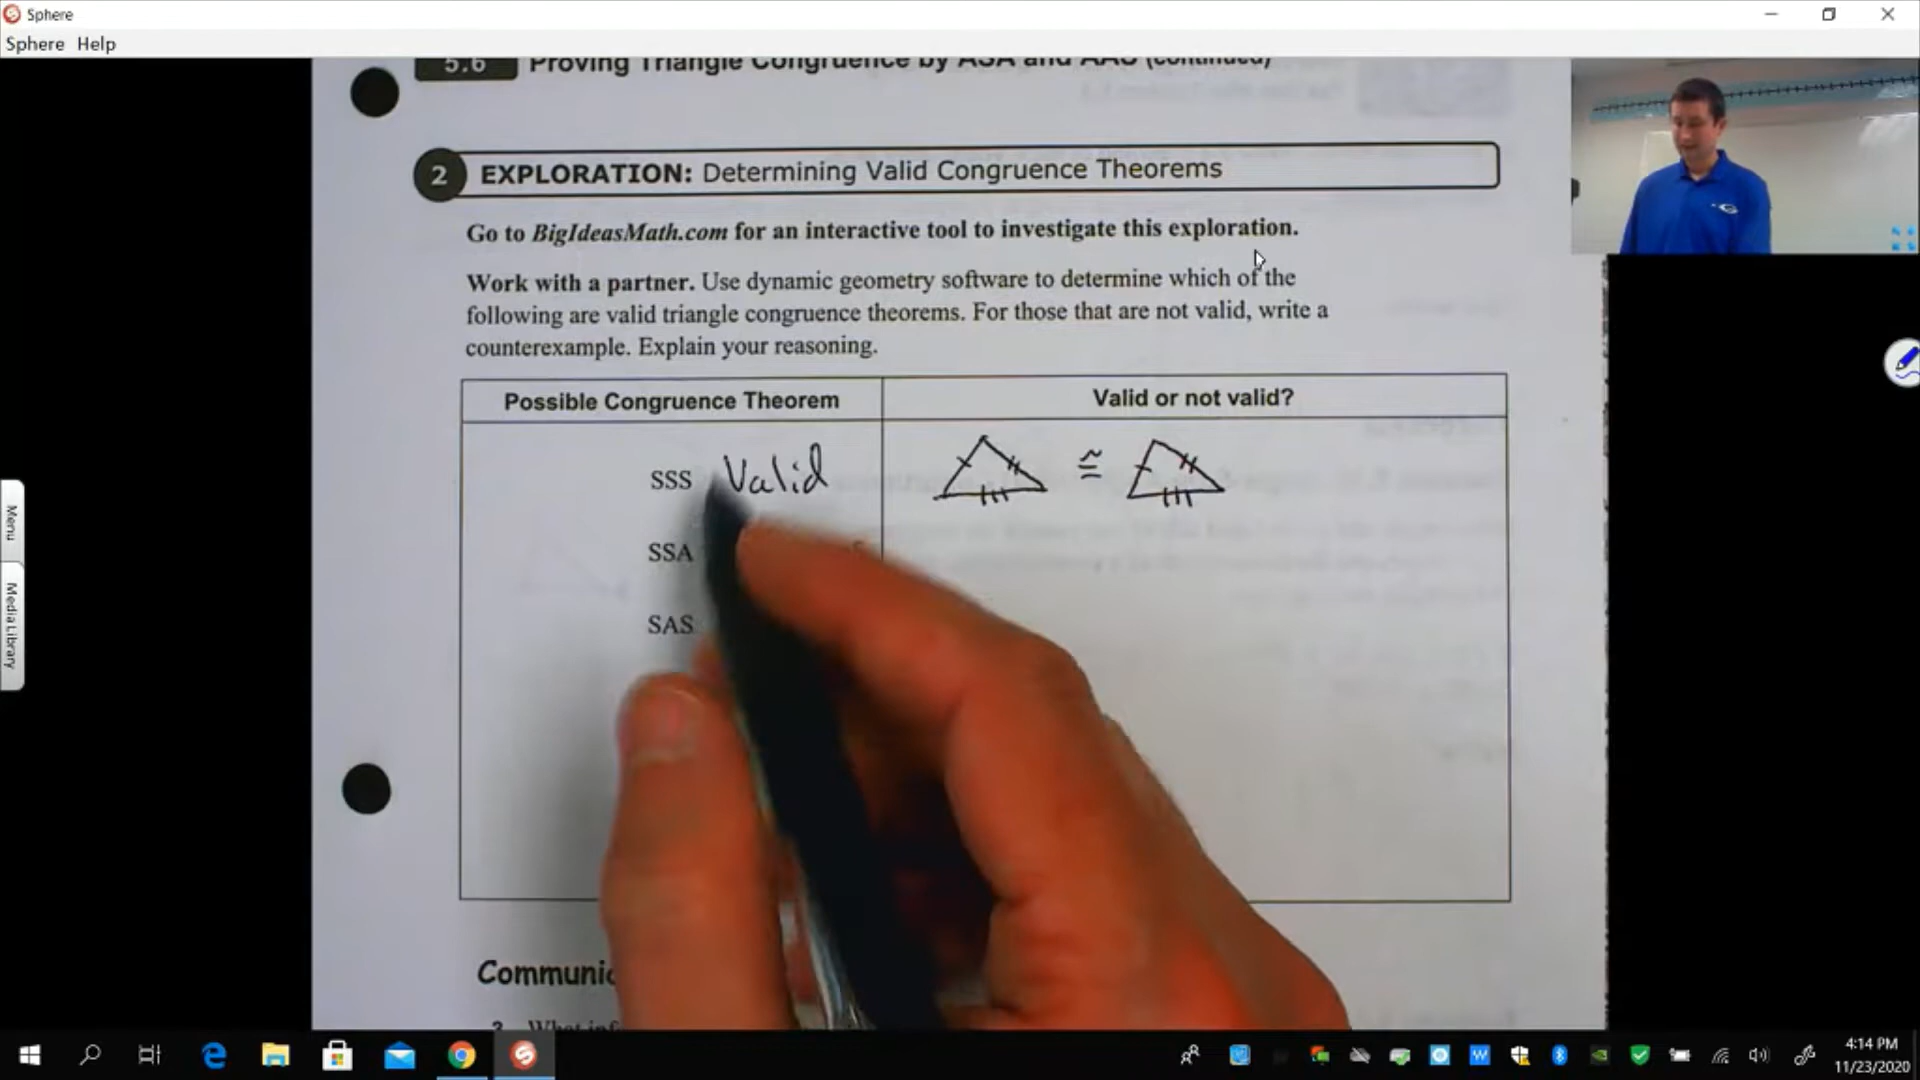 Sphere
Sphere Help
5.6 Proving Triangle Congruence by ASA and AAS (continued)
2 EXPLORATION: Determining Valid Congruence Theorems
Go to BigIdeasMath.com for an interactive tool to investigate this exploration.
Work with a partner. Use dynamic geometry software to determine which of the
following are valid triangle congruence theorems. For those that are not valid, write a
counterexample. Explain your reasoning.
Possible Congruence Theorem Valid or not valid?
SSS Valid ≅
SSA
SAS
Menu
Media Library
Communic
4:14 PM
11/23/2020